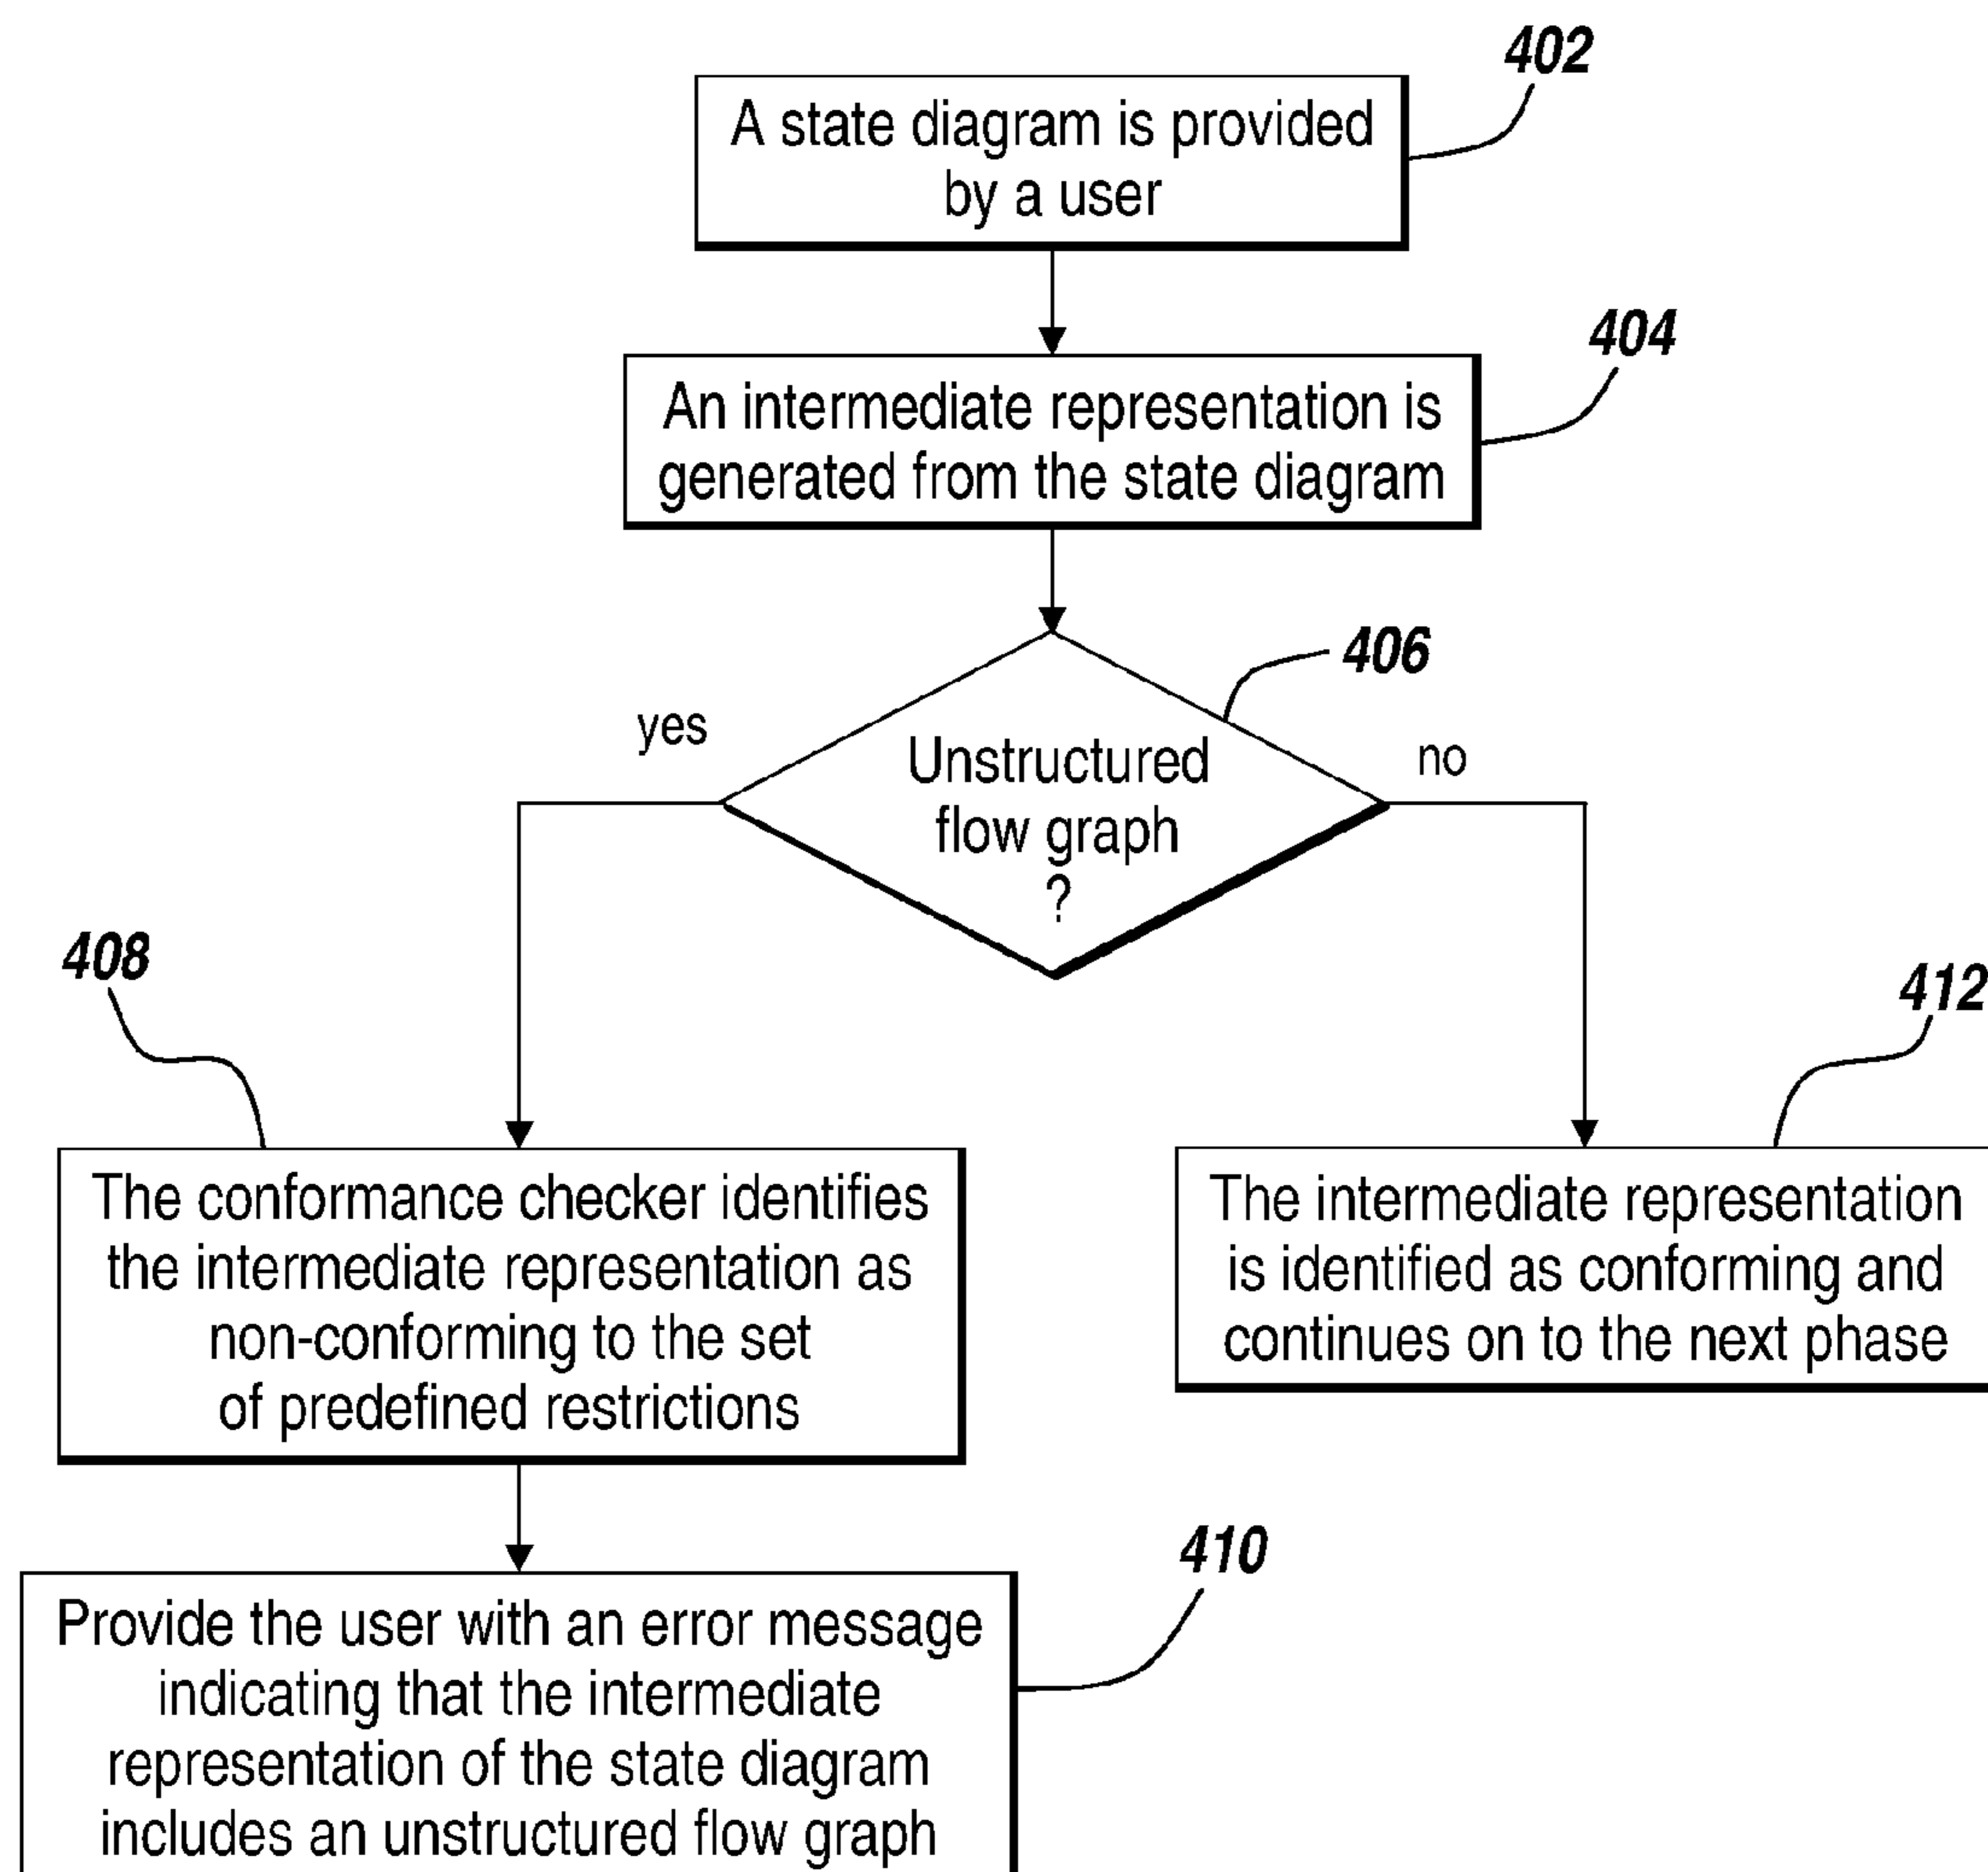 402
A state diagram is provided
by a user
404
An intermediate representation is
generated from the state diagram
406
yes
no
Unstructured
flow graph
?
408
412
The conformance checker identifies
the intermediate representation as
non-conforming to the set
of predefined restrictions
The intermediate representation
is identified as conforming and
continues on to the next phase
410
Provide the user with an error message
indicating that the intermediate
representation of the state diagram
includes an unstructured flow graph